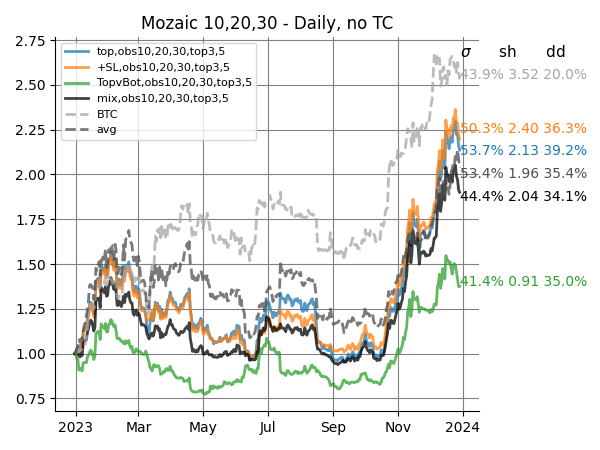 Mozaic 10,20,30 - Daily, no TC
2.75
2.50
2.25
2.00
1.75
1.50
1.25
1.00
0.75
top,obs10,20,30,top3,5
+SL,obs10,20,30,top3,5
TopvBot,obs10,20,30,top3,5
mix,obs10,20,30,top3,5
BTC
avg
σ sh dd
43.9% 3.52 20.0%
50.3% 2.40 36.3%
53.7% 2.13 39.2%
53.4% 1.96 35.4%
44.4% 2.04 34.1%
41.4% 0.91 35.0%
2023 Mar May Jul Sep Nov 2024